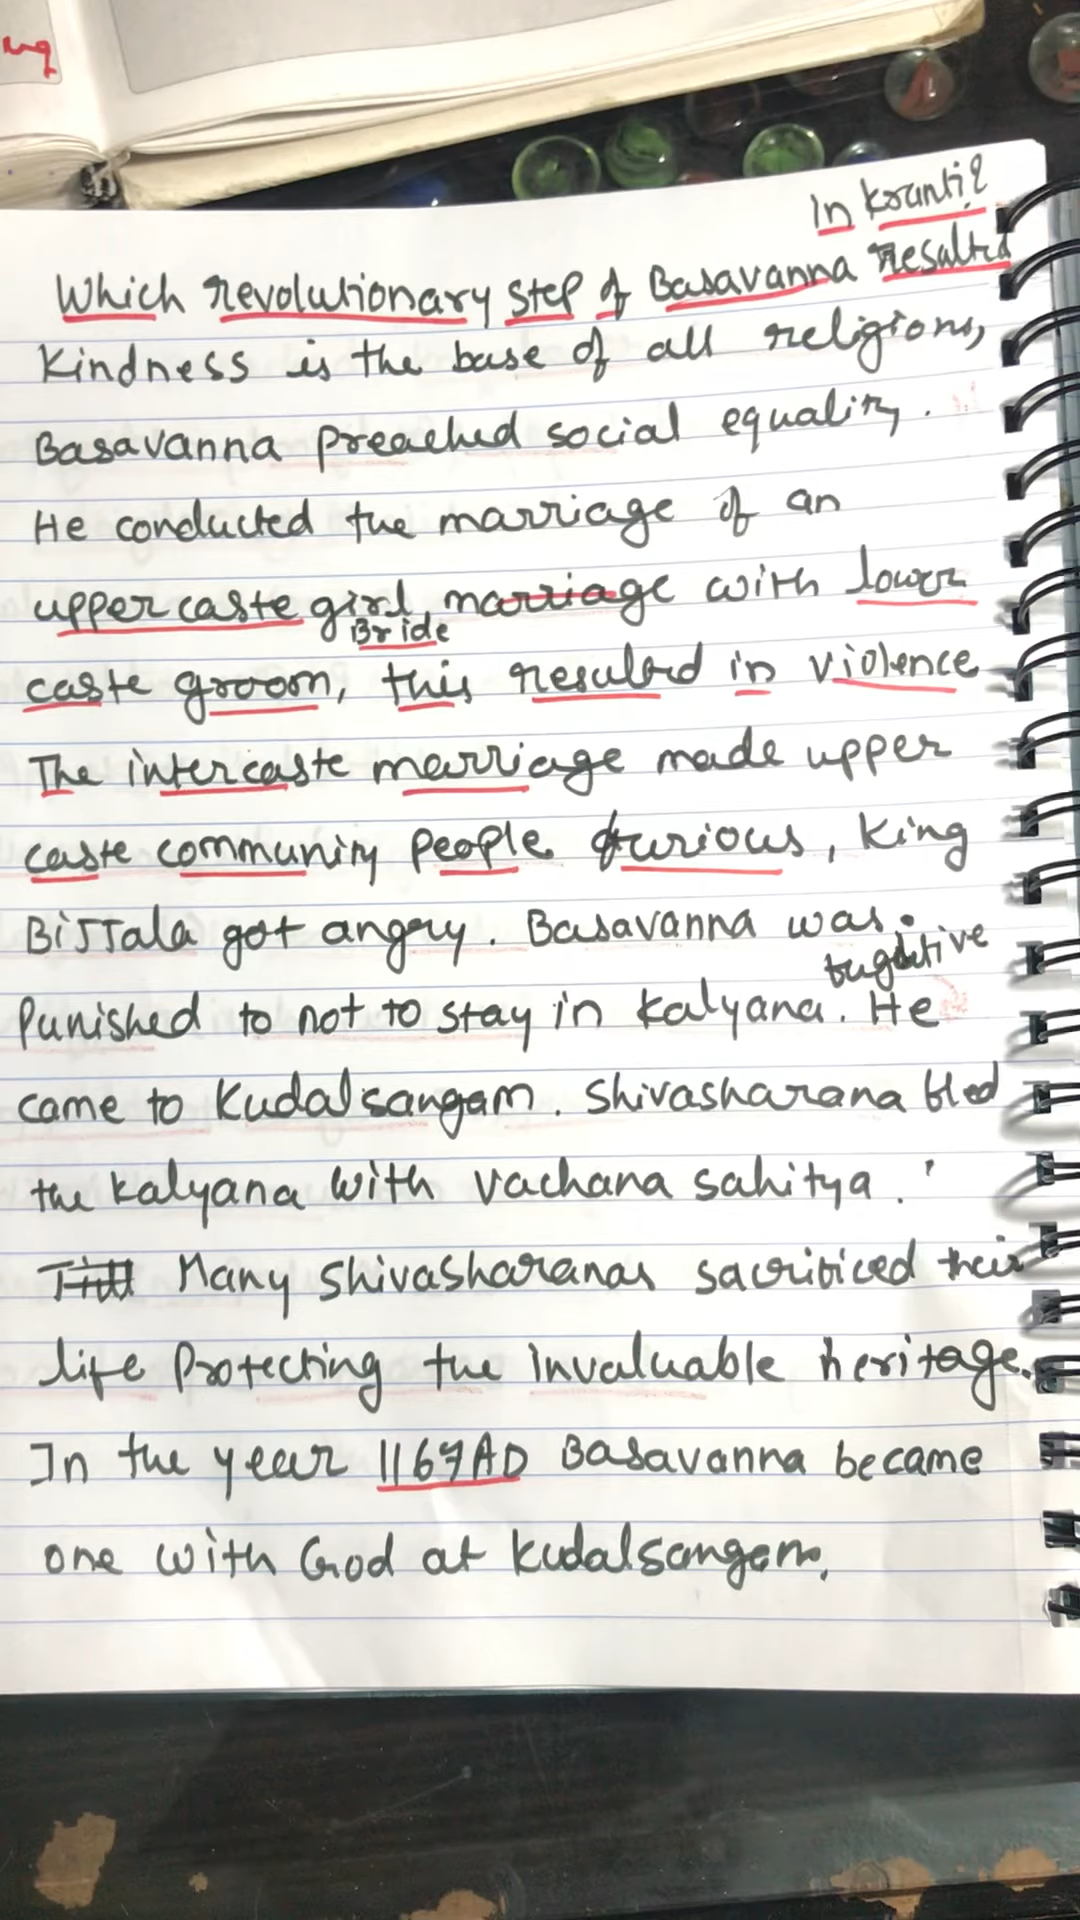 ng
In Kranti?
Which revolutionary step of Basavanna resulted
Kindness is the base of all religions,
Basavanna preached social equality.
He conducted the marriage of an
upper caste girl, marriage with lower
Bride
caste groom, this resulted in violence
The intercaste marriage made upper
caste community people furious, King
BiJJala got angry. Basavanna was
fugitive
Punished to not to stay in Kalyana. He
came to Kudalsangam. Shivasharana fled
the Kalyana with vachana sahitya.
Many Shivasharanas sacrificed their
life Protecting the invaluable heritage.
In the year 1167AD Basavanna became
one with God at Kudalsangam.